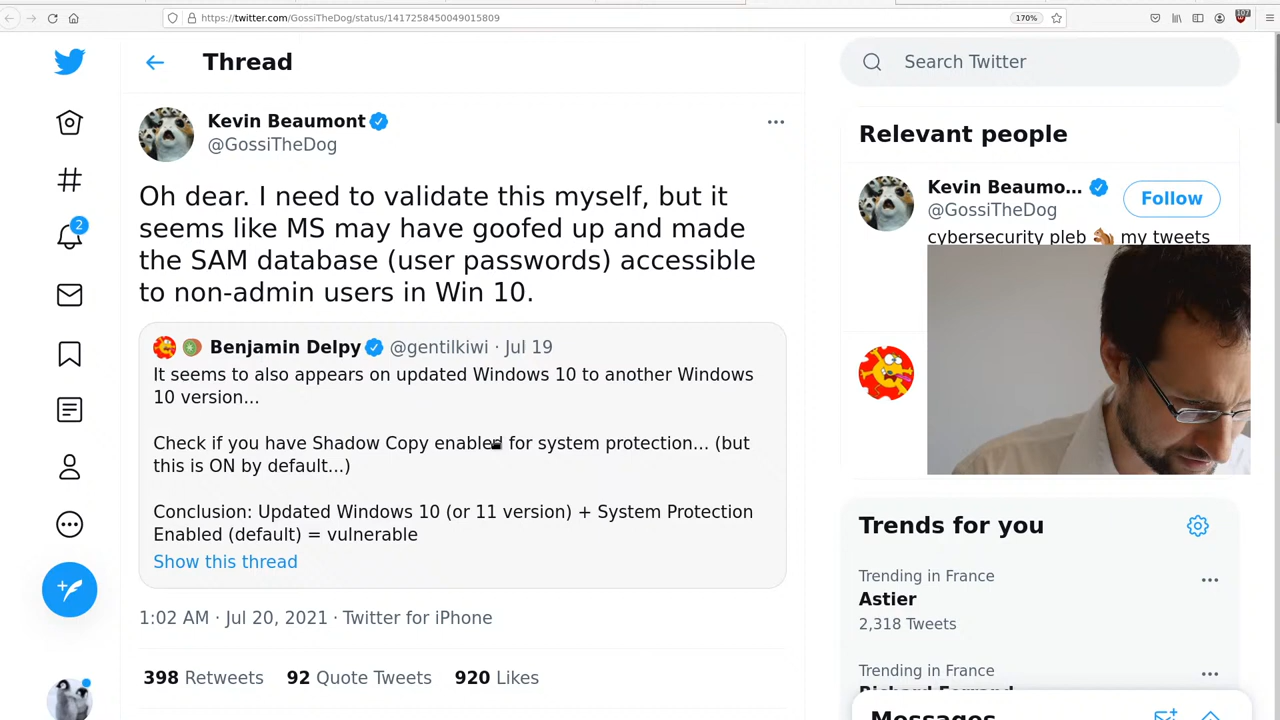 https://twitter.com/GossiTheDog/status/1417258450049015809
170%
107
Thread
Search Twitter
Kevin Beaumont
@GossiTheDog
Oh dear. I need to validate this myself, but it
seems like MS may have goofed up and made
the SAM database (user passwords) accessible
to non-admin users in Win 10.
Benjamin Delpy @gentilkiwi · Jul 19
It seems to also appears on updated Windows 10 to another Windows
10 version...
Check if you have Shadow Copy enabled for system protection... (but
this is ON by default...)
Conclusion: Updated Windows 10 (or 11 version) + System Protection
Enabled (default) = vulnerable
Show this thread
1:02 AM · Jul 20, 2021 · Twitter for iPhone
398 Retweets 92 Quote Tweets 920 Likes
2
Relevant people
Kevin Beaumo...
@GossiTheDog
Follow
cybersecurity pleb 🐿️ my tweets
Trends for you
Trending in France
Astier
2,318 Tweets
Trending in France
Messages